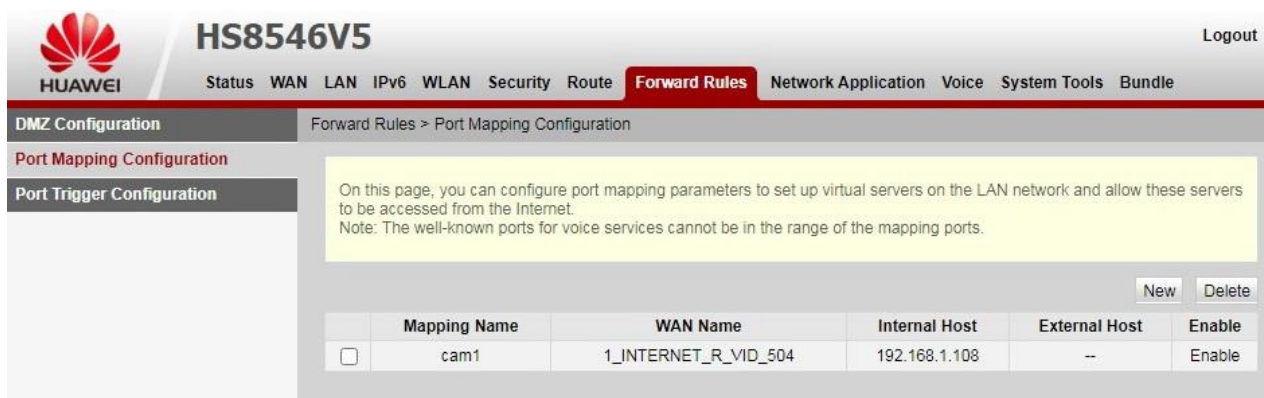 HUAWEI
HS8546V5
Logout
Status WAN LAN IPv6 WLAN Security Route Forward Rules Network Application Voice System Tools Bundle
DMZ Configuration
Port Mapping Configuration
Port Trigger Configuration
Forward Rules > Port Mapping Configuration
On this page, you can configure port mapping parameters to set up virtual servers on the LAN network and allow these servers
to be accessed from the Internet.
Note: The well-known ports for voice services cannot be in the range of the mapping ports.
New Delete
Mapping Name WAN Name Internal Host External Host Enable
cam1 1_INTERNET_R_VID_504 192.168.1.108 -- Enable